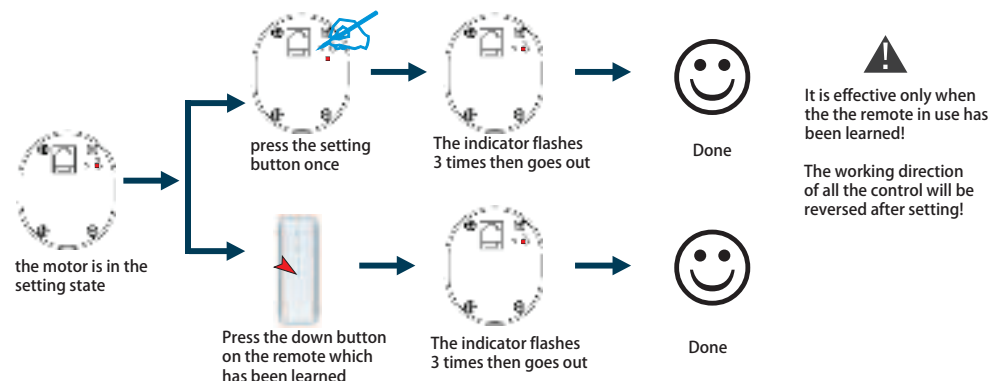 the motor is in the
setting state
press the setting
button once
The indicator flashes
3 times then goes out
Done
Press the down button
on the remote which
has been learned
The indicator flashes
3 times then goes out
Done
!
It is effective only when
the the remote in use has
been learned!
The working direction
of all the control will be
reversed after setting!